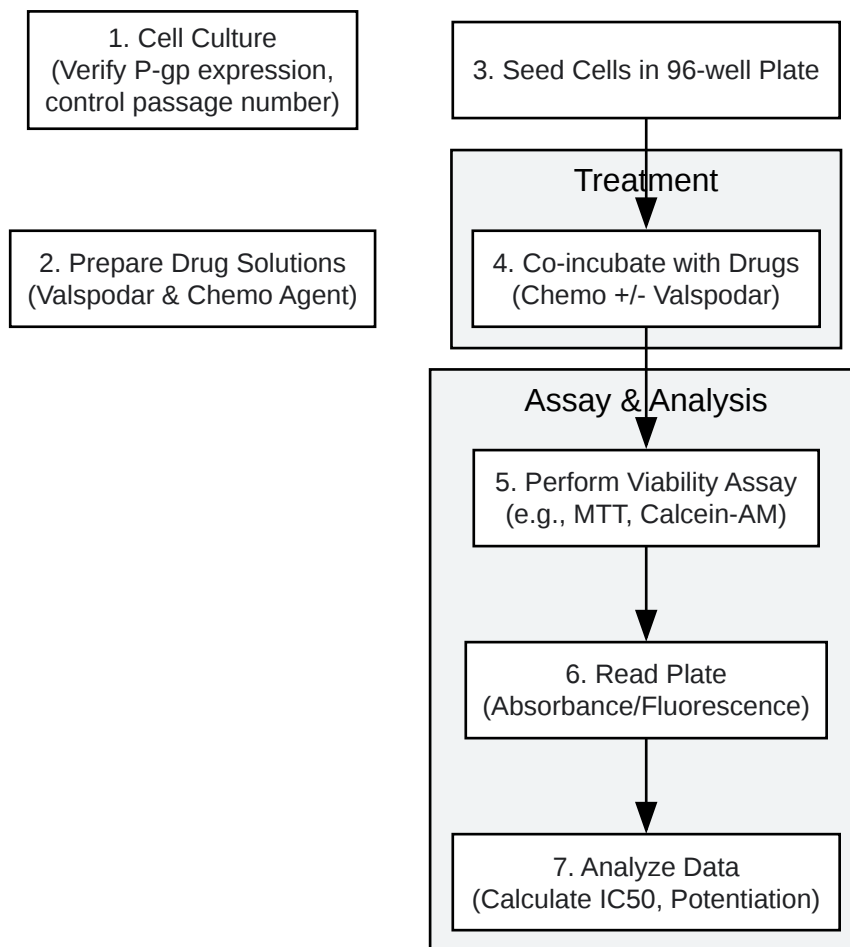 1. Cell Culture
(Verify P-gp expression,
control passage number)
3. Seed Cells in 96-well Plate
Treatment
2. Prepare Drug Solutions
(Valspodar & Chemo Agent)
4. Co-incubate with Drugs
(Chemo +/- Valspodar)
Assay & Analysis
5. Perform Viability Assay
(e.g., MTT, Calcein-AM)
6. Read Plate
(Absorbance/Fluorescence)
7. Analyze Data
(Calculate IC50, Potentiation)